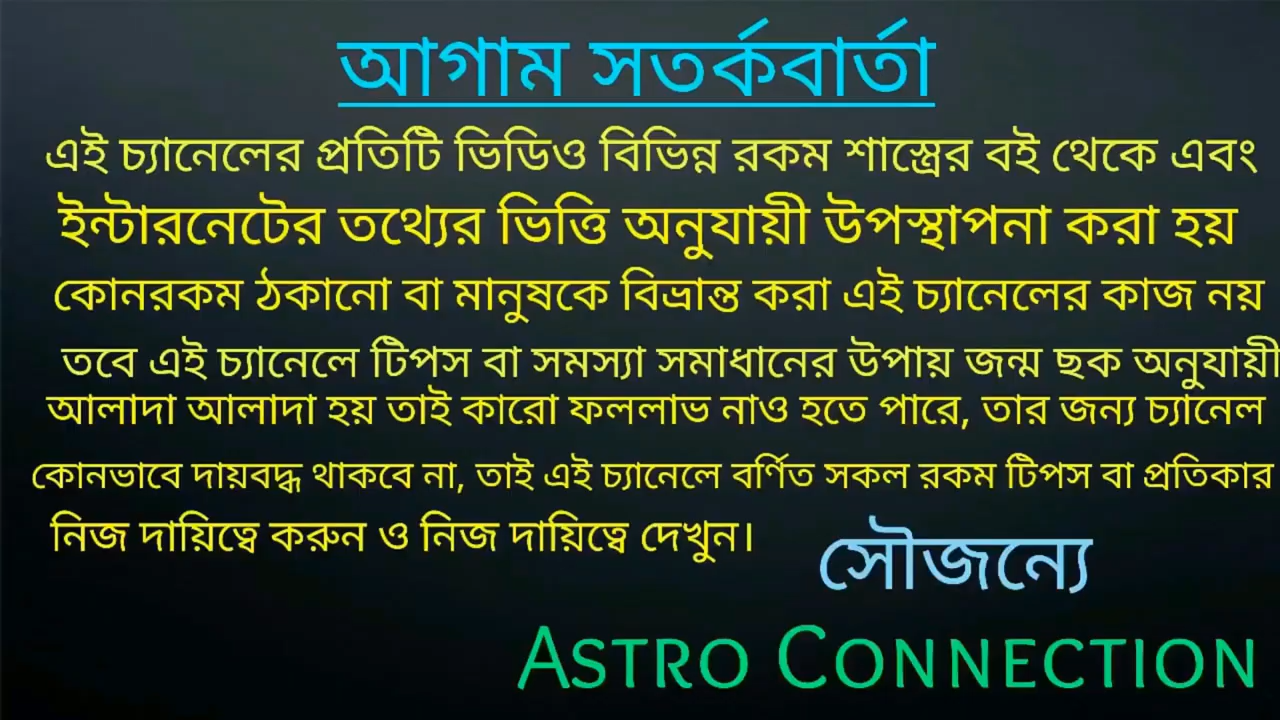 আগাম সতর্কবার্তা
এই চ্যানেলের প্রতিটি ভিডিও বিভিন্ন রকম শাস্ত্রের বই থেকে এবং
ইন্টারনেটের তথ্যের ভিত্তি অনুযায়ী উপস্থাপনা করা হয়
কোনরকম ঠকানো বা মানুষকে বিভ্রান্ত করা এই চ্যানেলের কাজ নয়
তবে এই চ্যানেলে টিপস বা সমস্যা সমাধানের উপায় জন্ম ছক অনুযায়ী
আলাদা আলাদা হয় তাই কারো ফললাভ নাও হতে পারে, তার জন্য চ্যানেল
কোনভাবে দায়বদ্ধ থাকবে না, তাই এই চ্যানেলে বর্ণিত সকল রকম টিপস বা প্রতিকার
নিজ দায়িত্বে করুন ও নিজ দায়িত্বে দেখুন।
সৌজন্যে
ASTRO CONNECTION